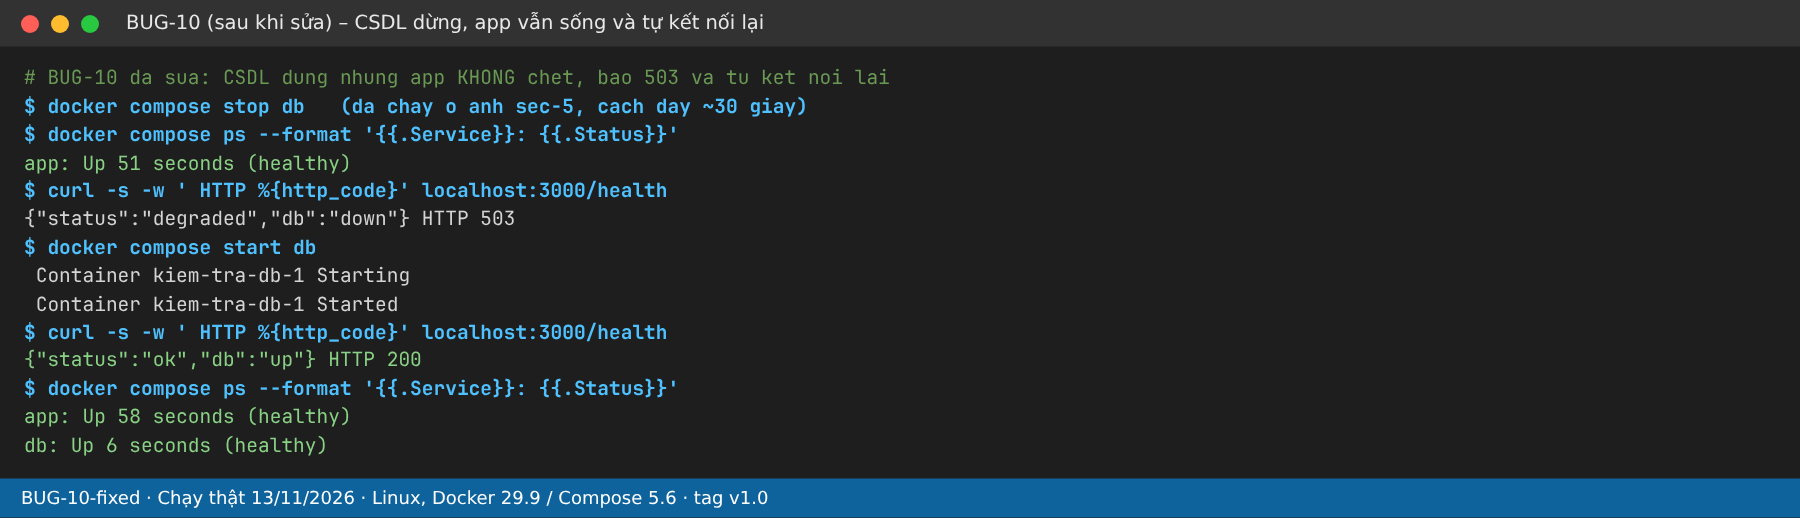 BUG-10 (sau khi sửa) – CSDL dừng, app vẫn sống và tự kết nối lại
# BUG-10 da sua: CSDL dung nhung app KHONG chet, bao 503 va tu ket noi lai
$ docker compose stop db   (da chay o anh sec-5, cach day ~30 giay)
$ docker compose ps --format '{{.Service}}: {{.Status}}'
app: Up 51 seconds (healthy)
$ curl -s -w ' HTTP %{http_code}' localhost:3000/health
{"status":"degraded","db":"down"} HTTP 503
$ docker compose start db
 Container kiem-tra-db-1 Starting
 Container kiem-tra-db-1 Started
$ curl -s -w ' HTTP %{http_code}' localhost:3000/health
{"status":"ok","db":"up"} HTTP 200
$ docker compose ps --format '{{.Service}}: {{.Status}}'
app: Up 58 seconds (healthy)
db: Up 6 seconds (healthy)
BUG-10-fixed · Chạy thật 13/11/2026 · Linux, Docker 29.9 / Compose 5.6 · tag v1.0